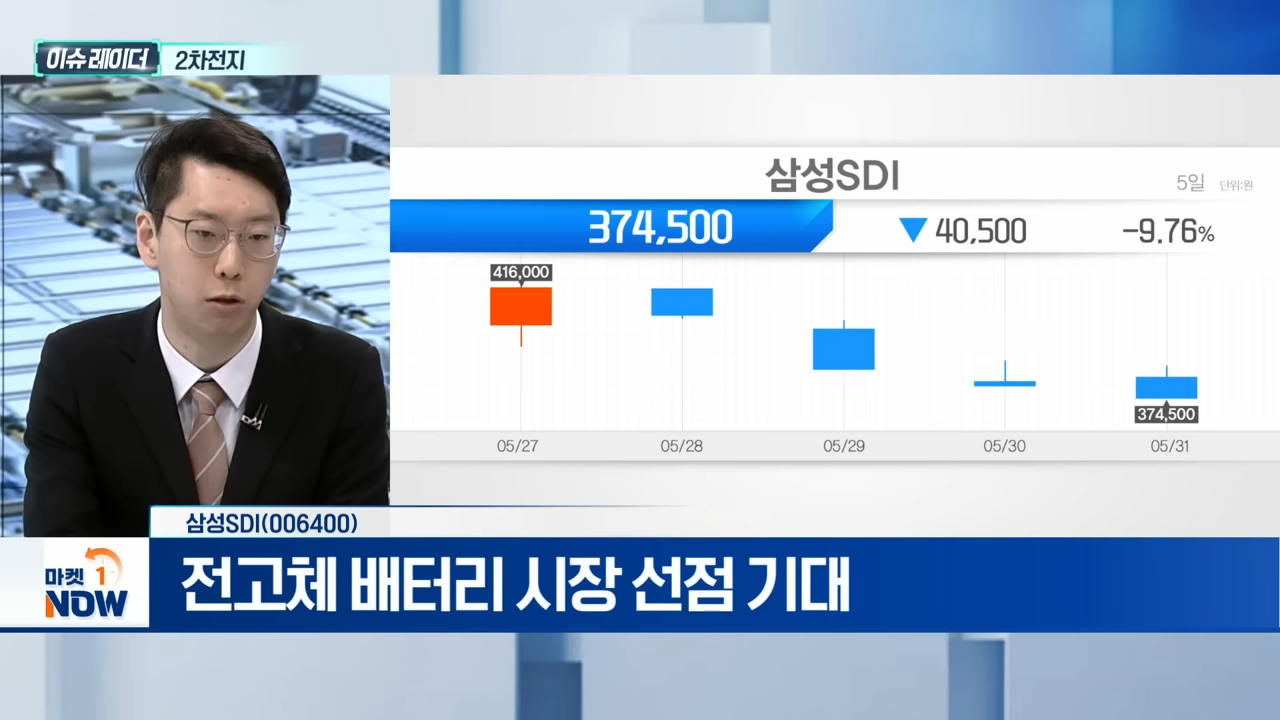 이슈 레이더 2차전지
삼성SDI
5일 단위:원
374,500 ▼ 40,500 -9.76%
416,000
374,500
05/27 05/28 05/29 05/30 05/31
삼성SDI(006400)
전고체 배터리 시장 선점 기대
마켓 1
NOW